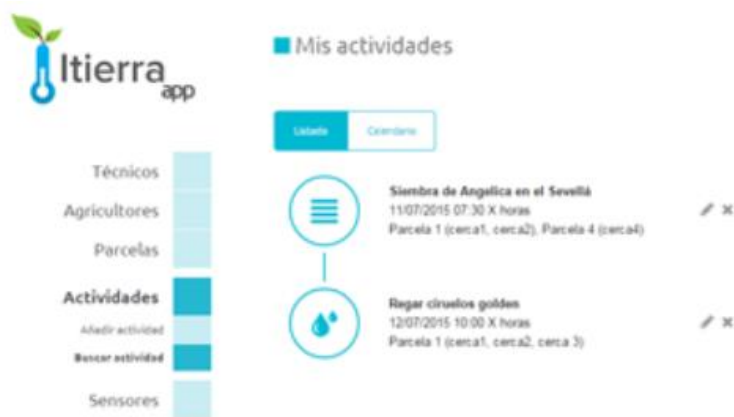 Itierra
app
Mis actividades
Listado
Calendario
Técnicos
Agricultores
Parcelas
Actividades
Añadir actividad
Buscar actividad
Sensores
Siembra de Angelica en el Sevellá
11/07/2015 07:30 X horas
Parcela 1 (cerca1, cerca2), Parcela 4 (cerca4)
Regar ciruelos golden
12/07/2015 10:00 X horas
Parcela 1 (cerca1, cerca2, cerca 3)